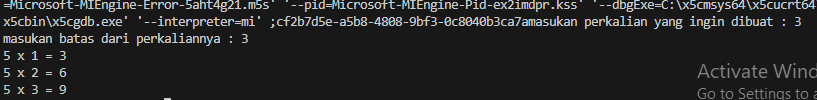 =Microsoft-MIEngine-Error-5aht4g21.m5s' '--pid=Microsoft-MIEngine-Pid-ex2imdpr.kss' '--dbgExe=C:\x5cmsys64\x5cucrt64
x5cbin\x5cgdb.exe' '--interpreter=mi' ;cf2b7d5e-a5b8-4808-9bf3-0c8040b3ca7amasukan perkalian yang ingin dibuat : 3
masukan batas dari perkaliannya : 3
5 x 1 = 3
5 x 2 = 6
5 x 3 = 9
Activate Wind
Go to Settings to a